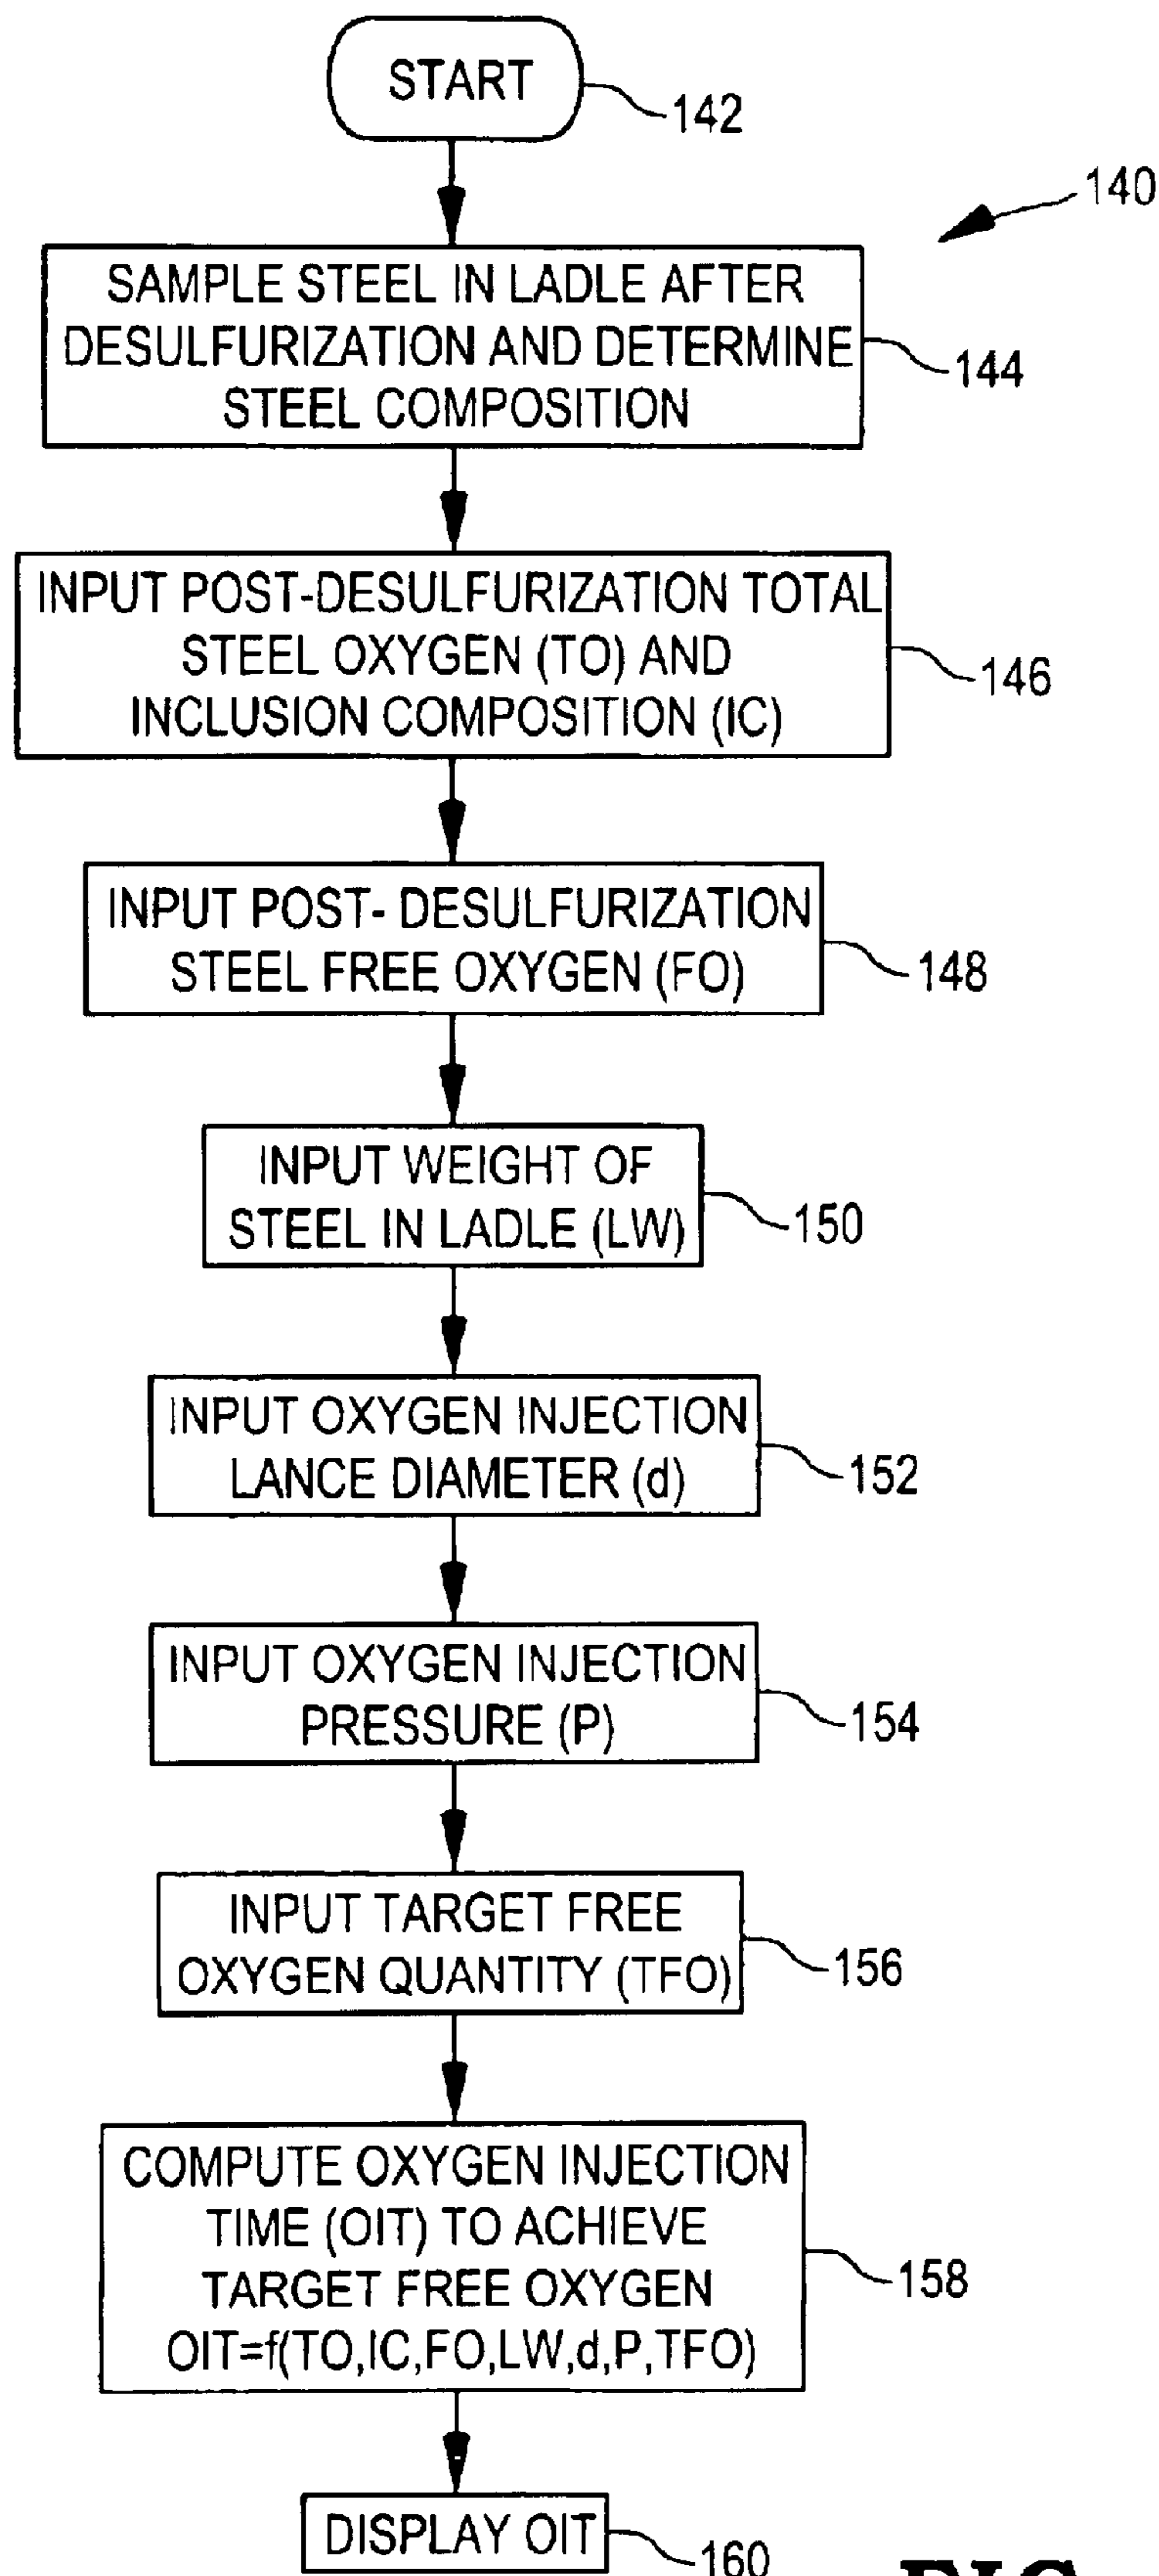 START
142
140
SAMPLE STEEL IN LADLE AFTER
DESULFURIZATION AND DETERMINE
STEEL COMPOSITION
144
INPUT POST-DESULFURIZATION TOTAL
STEEL OXYGEN (TO) AND
INCLUSION COMPOSITION (IC)
146
INPUT POST- DESULFURIZATION
STEEL FREE OXYGEN (FO)
148
INPUT WEIGHT OF
STEEL IN LADLE (LW)
150
INPUT OXYGEN INJECTION
LANCE DIAMETER (d)
152
INPUT OXYGEN INJECTION
PRESSURE (P)
154
INPUT TARGET FREE
OXYGEN QUANTITY (TFO)
156
COMPUTE OXYGEN INJECTION
TIME (OIT) TO ACHIEVE
TARGET FREE OXYGEN
OIT=f(TO,IC,FO,LW,d,P,TFO)
158
DISPLAY OIT
160